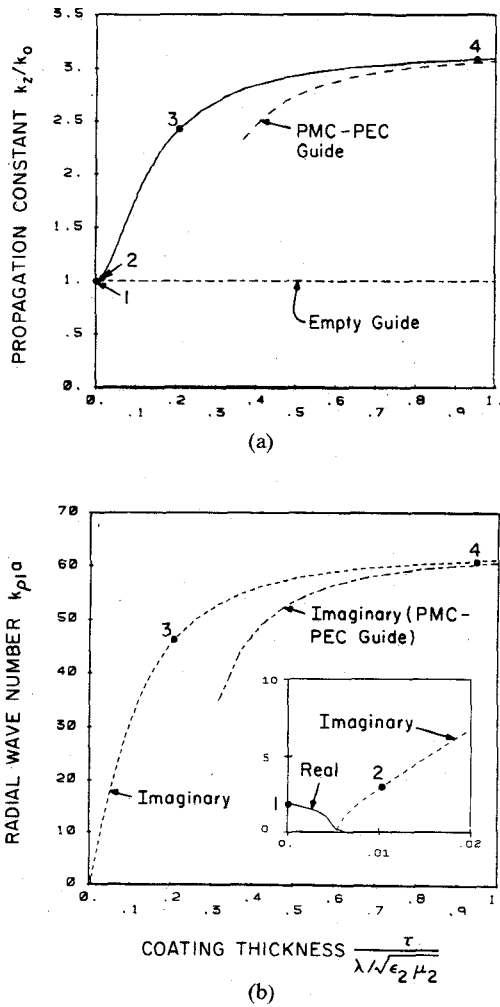 3.5
3.
2.5
2.
1.5
1.
.5
0.
PROPAGATION CONSTANT kz/ko
4
3
PMC-PEC
Guide
2
1
Empty Guide
0. .1 .2 .3 .4 .5 .6 .7 .8 .9 1.
(a)
70
60
50
40
30
20
10
0
RADIAL WAVE NUMBER kρ1a
4
3
Imaginary (PMC-
PEC Guide)
Imaginary
10
5
0
Imaginary
Real
2
1
0. .01 .02
0 .1 .2 .3 .4 .5 .6 .7 .8 .9 1
COATING THICKNESS τ
λ/√ϵ2 μ2
(b)